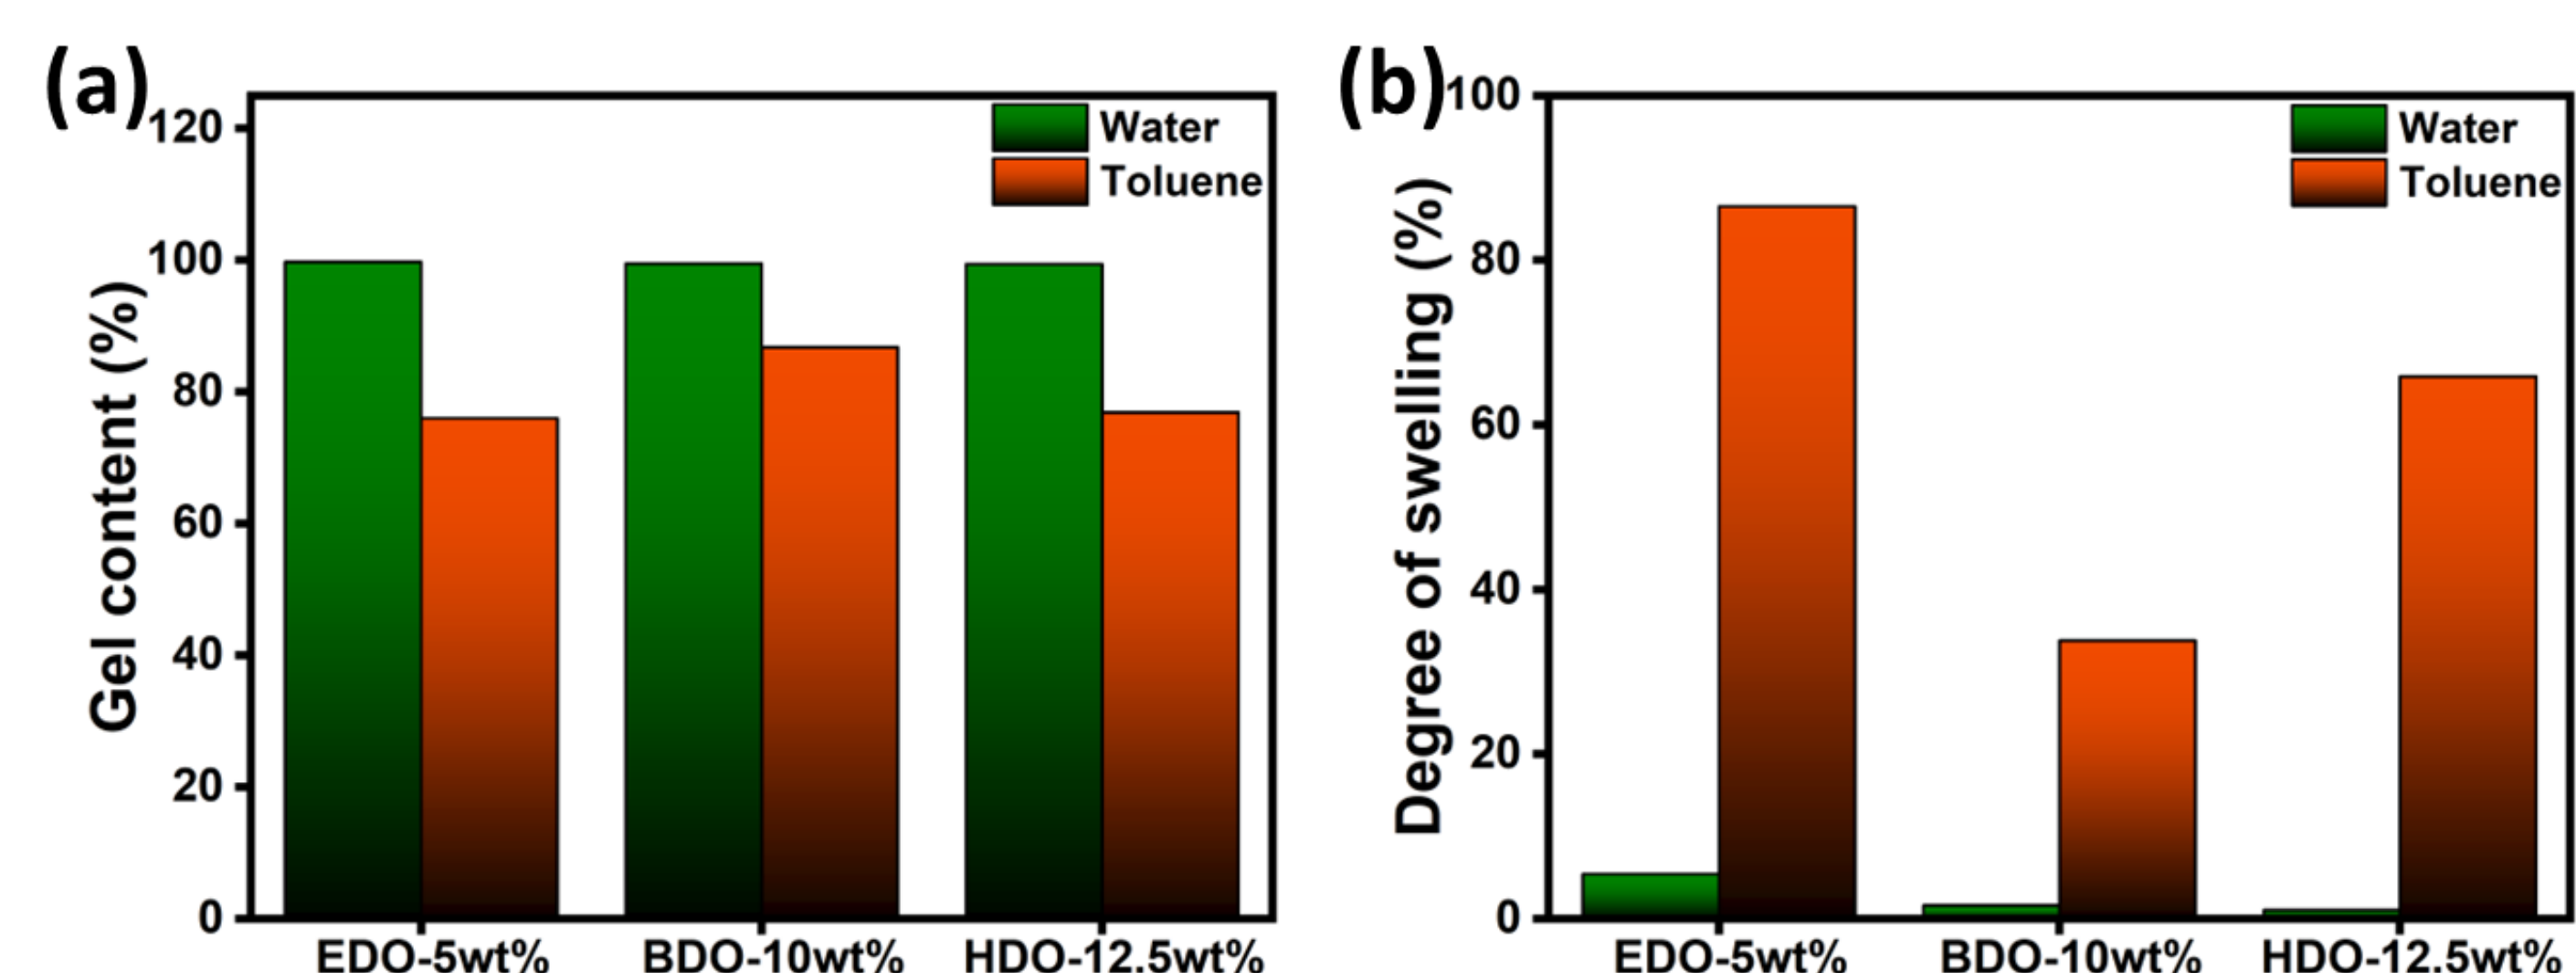 (a)
120
100
80
60
40
20
0
Gel content (%)
Water
Toluene
EDO-5wt% BDO-10wt% HDO-12.5wt%
(b)
100
80
60
40
20
0
Degree of swelling (%)
Water
Toluene
EDO-5wt% BDO-10wt% HDO-12.5wt%